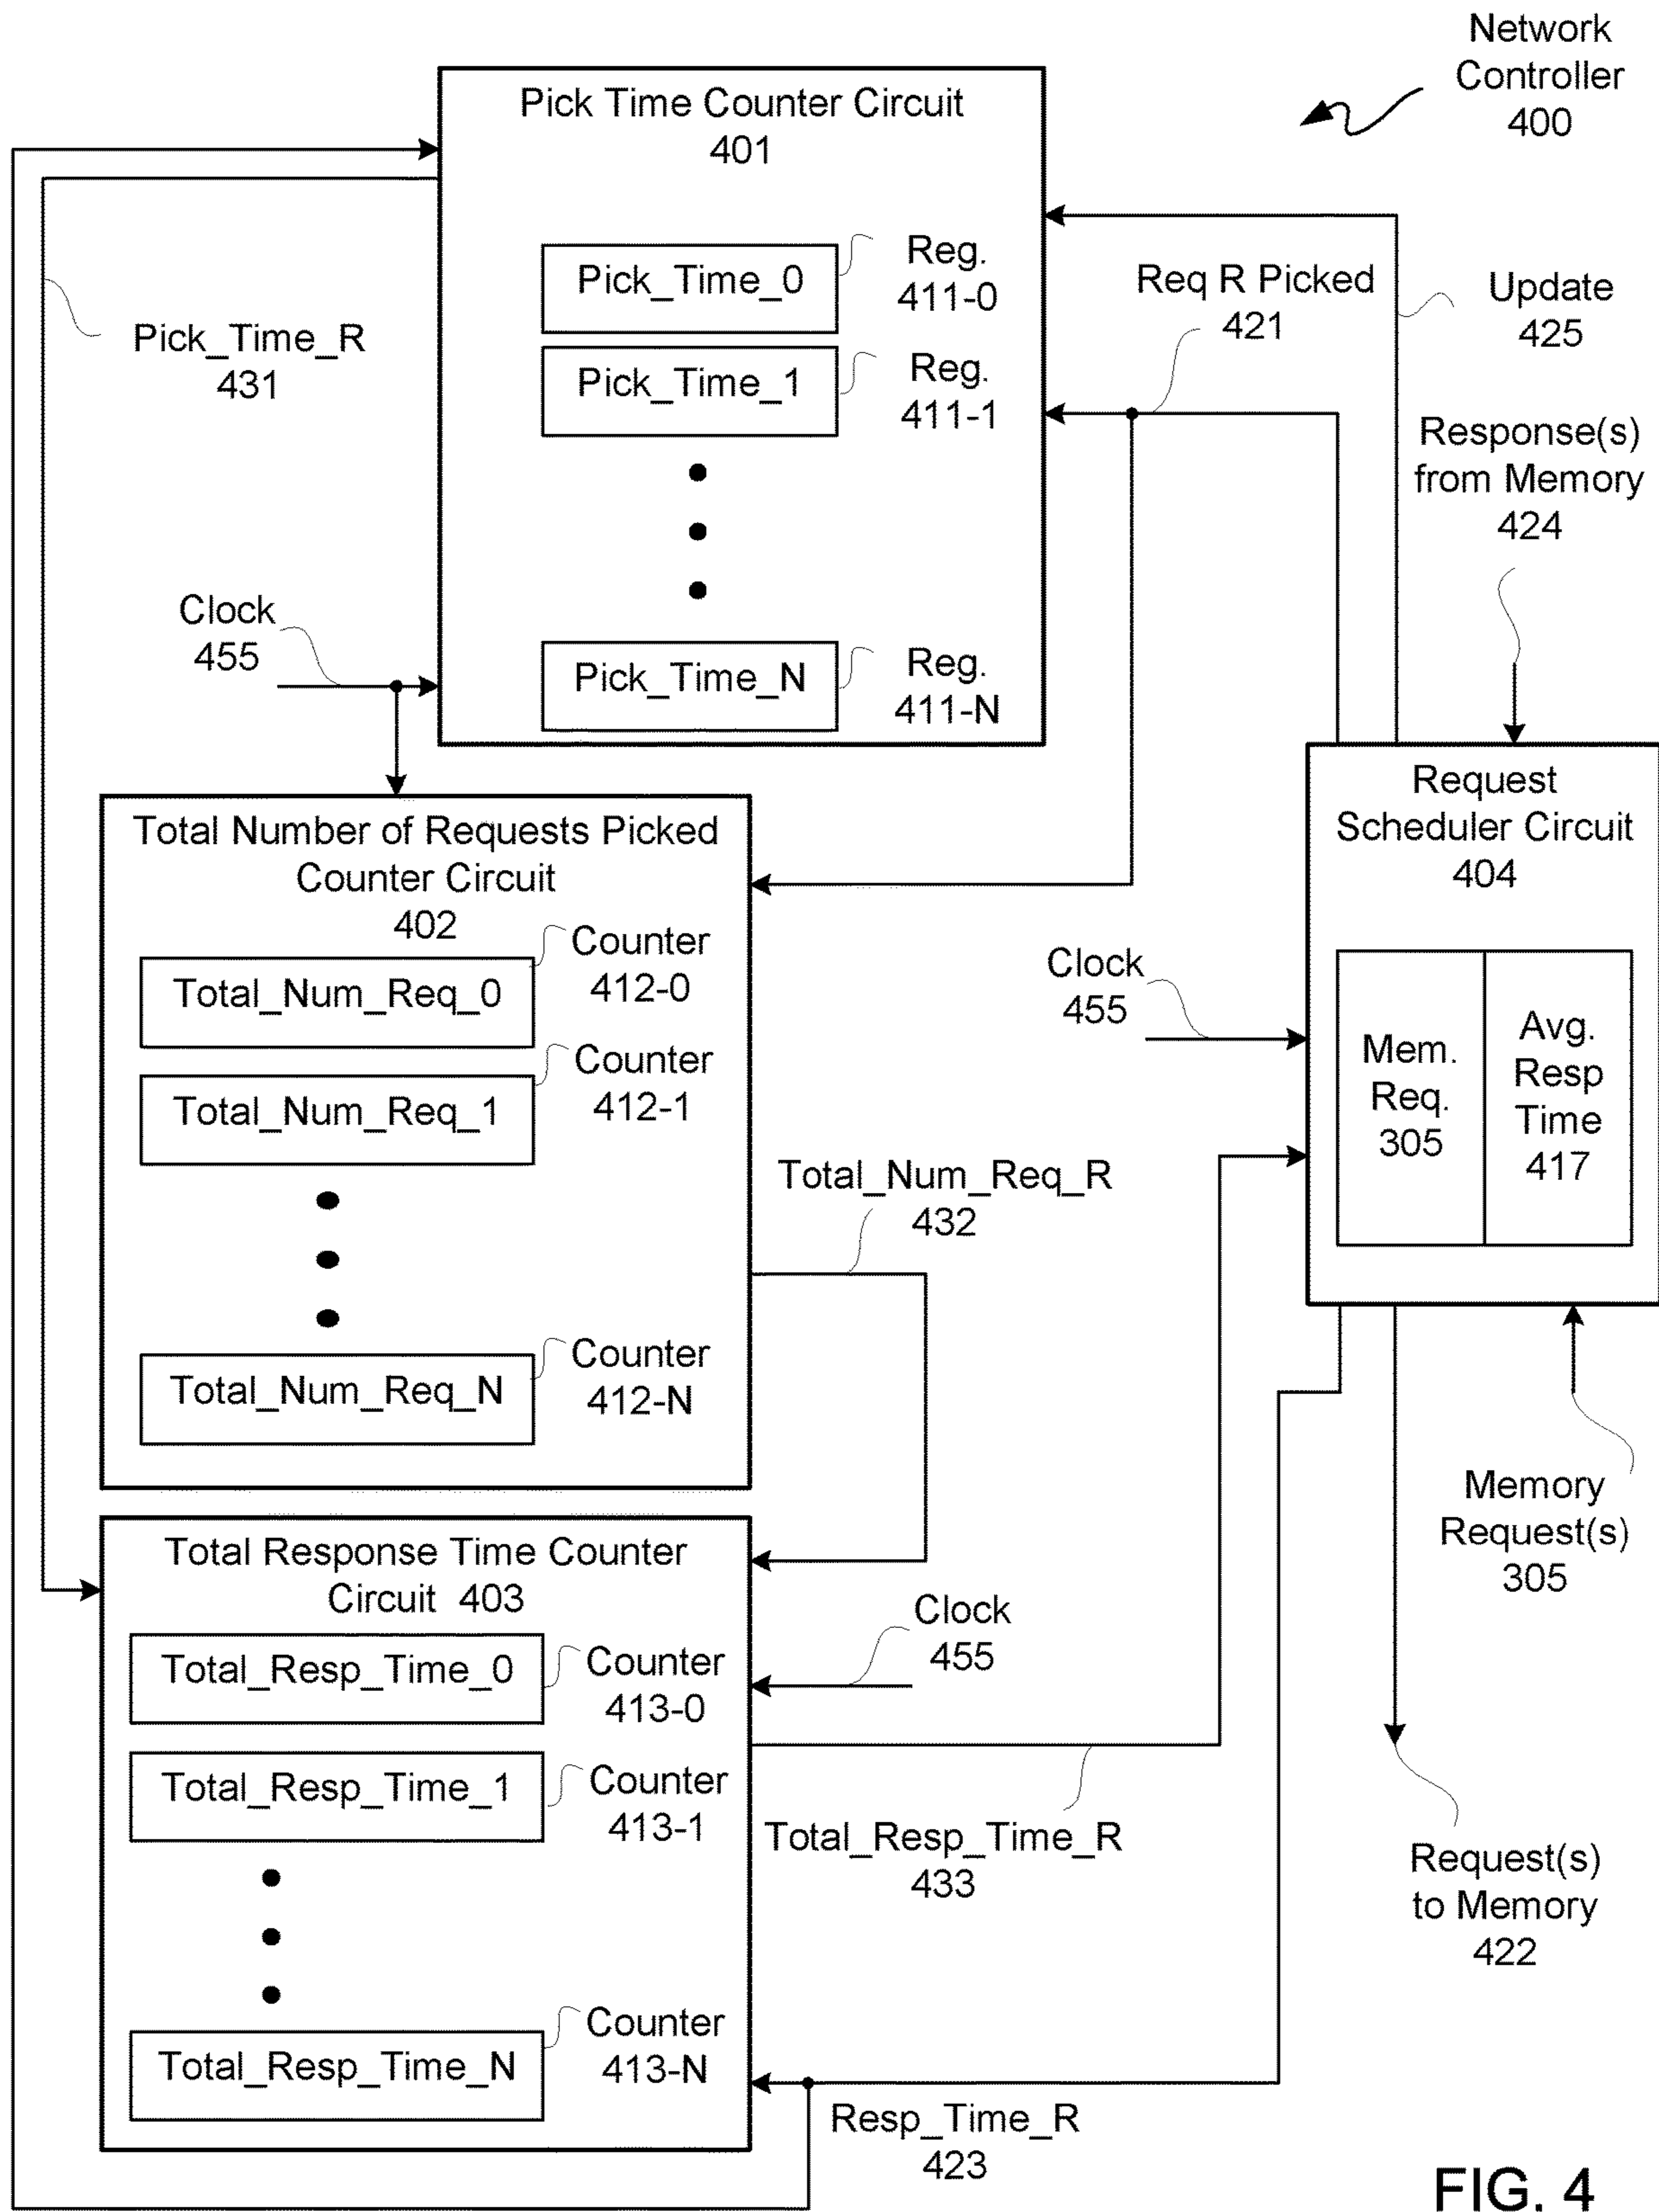 Network
Controller
400
Pick Time Counter Circuit
401
Pick_Time_0
Reg.
411-0
Pick_Time_1
Reg.
411-1
Pick_Time_N
Reg.
411-N
Req R Picked
421
Update
425
Pick_Time_R
431
Response(s)
from Memory
424
Clock
455
Total Number of Requests Picked
Counter Circuit
402
Total_Num_Req_0
Counter
412-0
Total_Num_Req_1
Counter
412-1
Total_Num_Req_N
Counter
412-N
Request
Scheduler Circuit
404
Clock
455
Mem.
Req.
305
Avg.
Resp
Time
417
Total_Num_Req_R
432
Memory
Request(s)
305
Total Response Time Counter
Circuit 403
Total_Resp_Time_0
Counter
413-0
Total_Resp_Time_1
Counter
413-1
Total_Resp_Time_N
Counter
413-N
Clock
455
Total_Resp_Time_R
433
Request(s)
to Memory
422
Resp_Time_R
423
FIG. 4